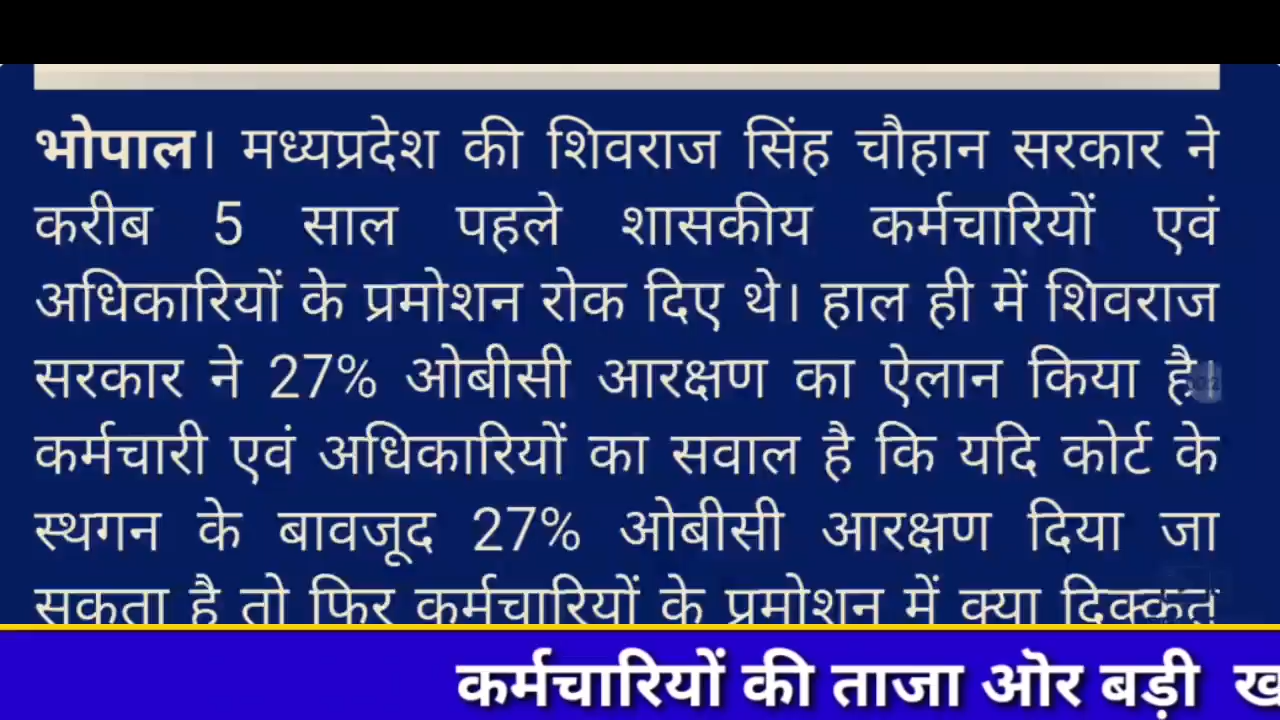 भोपाल। मध्यप्रदेश की शिवराज सिंह चौहान सरकार ने
करीब 5 साल पहले शासकीय कर्मचारियों एवं
अधिकारियों के प्रमोशन रोक दिए थे। हाल ही में शिवराज
सरकार ने 27% ओबीसी आरक्षण का ऐलान किया है।
कर्मचारी एवं अधिकारियों का सवाल है कि यदि कोर्ट के
स्थगन के बावजूद 27% ओबीसी आरक्षण दिया जा
सकता है तो फिर कर्मचारियों के प्रमोशन में क्या दिक्कत
कर्मचारियों की ताजा ओर बड़ी